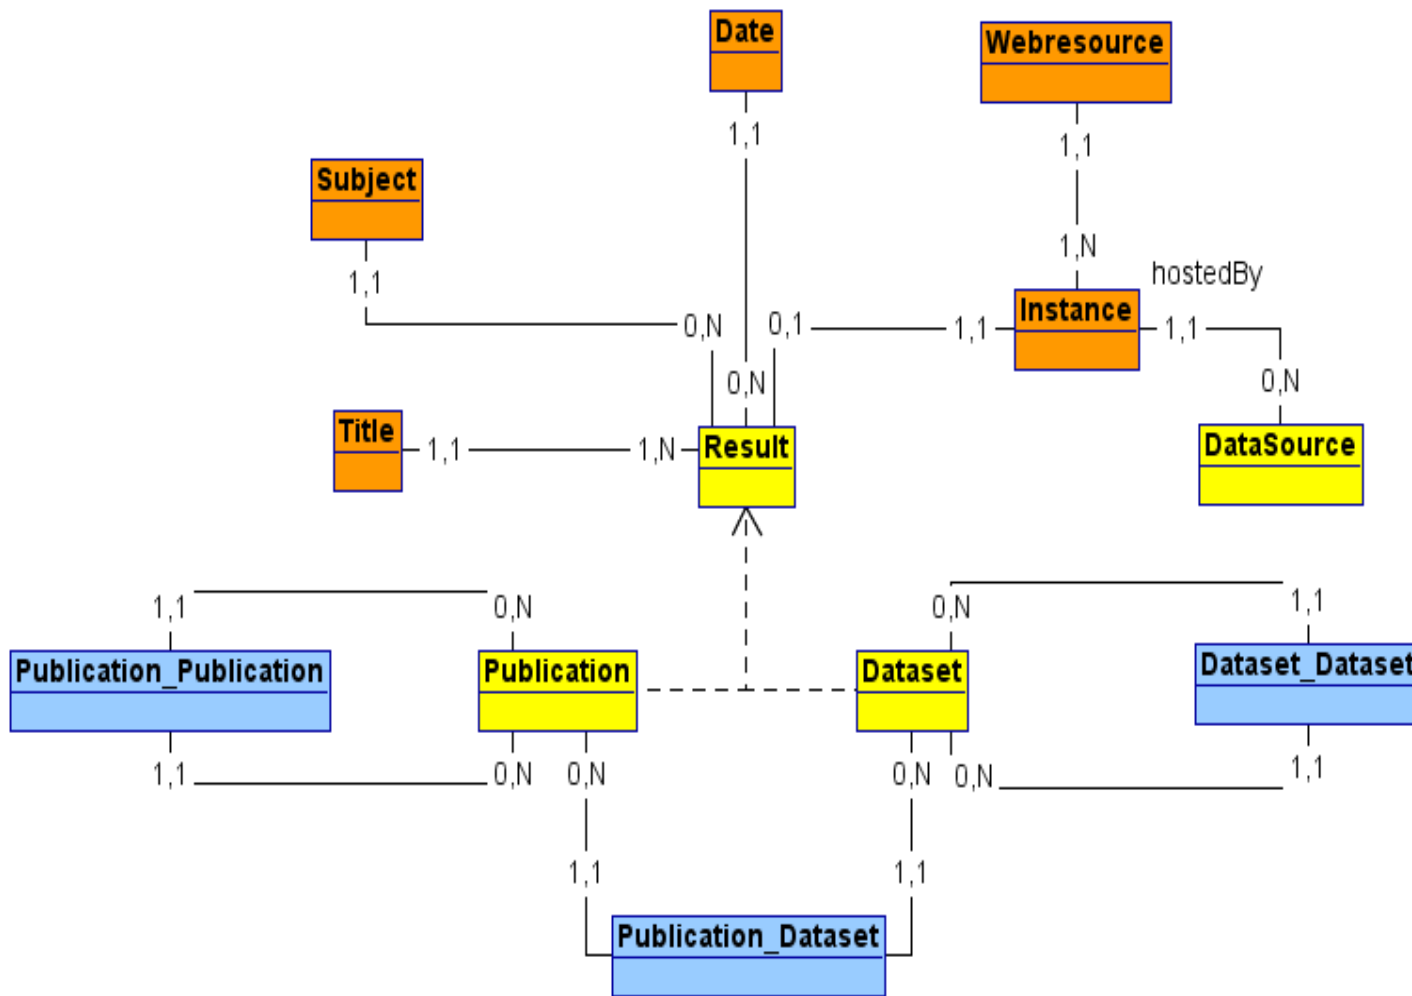 Date
Webresource
1,1
1,1
Subject
1,1
1,N
hostedBy
Instance
0,N
0,1
1,1
1,1
0,N
0,N
Title
1,1
1,N
Result
DataSource
1,1
0,N
0,N
1,1
Publication_Publication
Publication
Dataset
Dataset_Dataset
1,1
0,N
0,N
0,N
0,N
1,1
1,1
1,1
Publication_Dataset